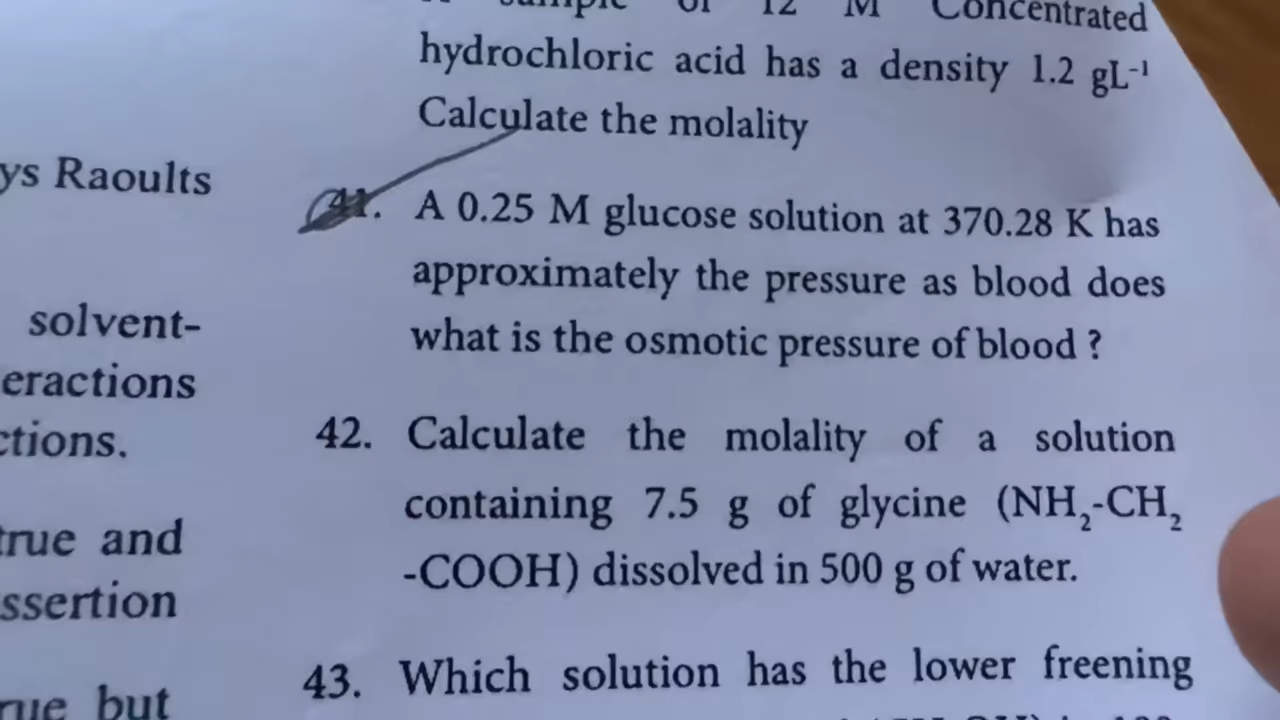 ys Raoults
solvent-
eractions
ctions.
true and
ssertion
rue but
of 12 M Concentrated
hydrochloric acid has a density 1.2 gL⁻¹
Calculate the molality
41. A 0.25 M glucose solution at 370.28 K has
approximately the pressure as blood does
what is the osmotic pressure of blood ?
42. Calculate the molality of a solution
containing 7.5 g of glycine (NH₂-CH₂
-COOH) dissolved in 500 g of water.
43. Which solution has the lower freening